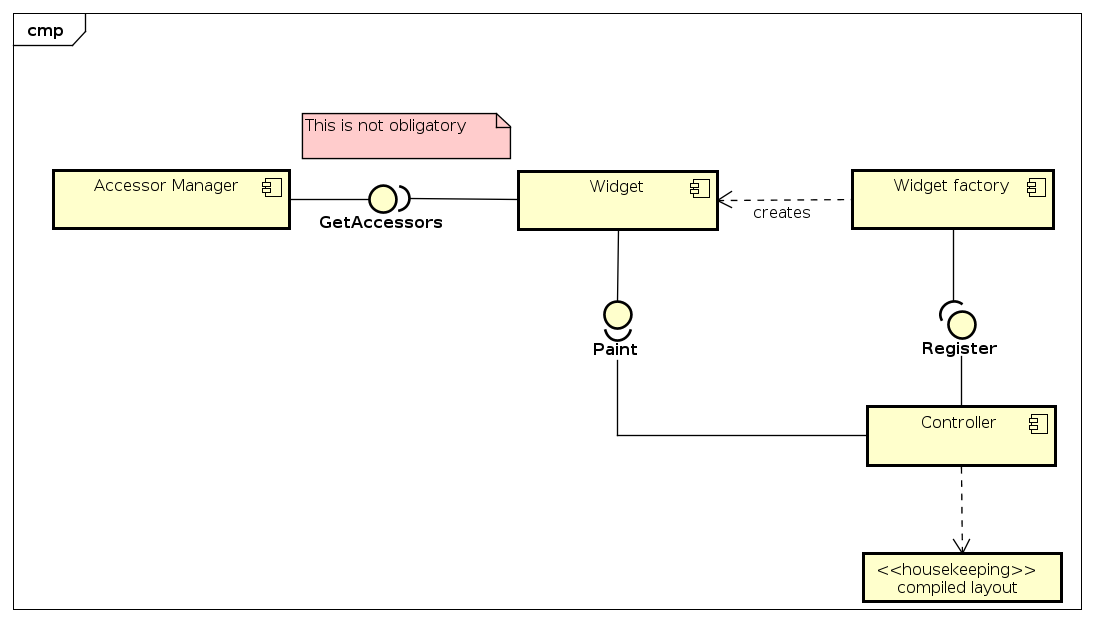 cmp
This is not obligatory
Accessor Manager
Widget
Widget factory
GetAccessors
creates
Paint
Register
Controller
<<housekeeping>>
compiled layout